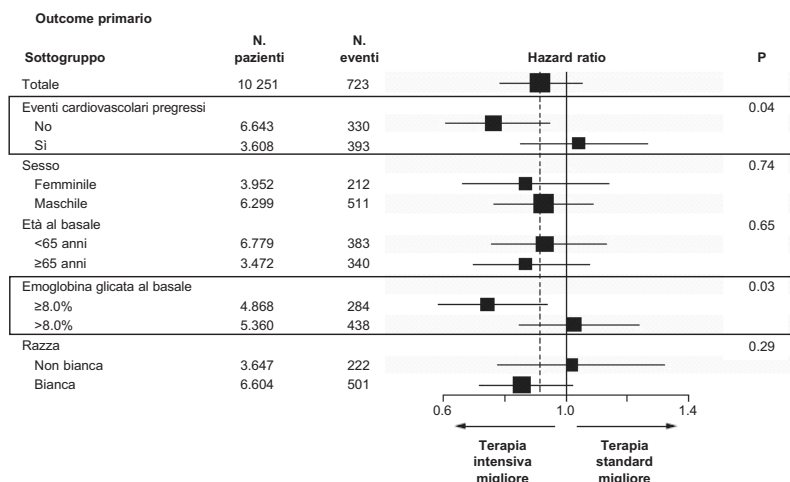 Outcome primario
Sottogruppo N. pazienti N. eventi Hazard ratio P
Totale 10 251 723
Eventi cardiovascolari pregressi 0.04
No 6.643 330
Sì 3.608 393
Sesso 0.74
Femminile 3.952 212
Maschile 6.299 511
Età al basale 0.65
<65 anni 6.779 383
≥65 anni 3.472 340
Emoglobina glicata al basale 0.03
≥8.0% 4.868 284
>8.0% 5.360 438
Razza 0.29
Non bianca 3.647 222
Bianca 6.604 501
0.6 1.0 1.4
Terapia intensiva migliore Terapia standard migliore